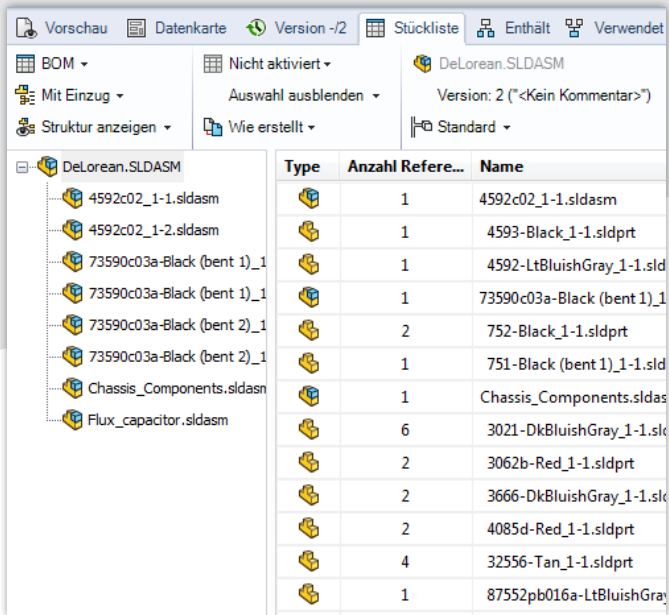 Vorschau Datenkarte Version -/2 Stückliste Enthält Verwendet
BOM Nicht aktiviert DeLorean.SLDASM
Mit Einzug Auswahl ausblenden Version: 2 ("<Kein Kommentar>")
Struktur anzeigen Wie erstellt Standard
DeLorean.SLDASM
4592c02_1-1.sldasm
4592c02_1-2.sldasm
73590c03a-Black (bent 1)_1
73590c03a-Black (bent 1)_1
73590c03a-Black (bent 2)_1
73590c03a-Black (bent 2)_1
Chassis_Components.sldasm
Flux_capacitor.sldasm
Type Anzahl Refere... Name
1 4592c02_1-1.sldasm
1 4593-Black_1-1.sldprt
1 4592-LtBluishGray_1-1.sld
1 73590c03a-Black (bent 1)_1
2 752-Black_1-1.sldprt
1 751-Black (bent 1)_1-1.sld
1 Chassis_Components.sldas
6 3021-DkBluishGray_1-1.sld
2 3062b-Red_1-1.sldprt
2 3666-DkBluishGray_1-1.sld
2 4085d-Red_1-1.sldprt
4 32556-Tan_1-1.sldprt
1 87552pb016a-LtBluishGray